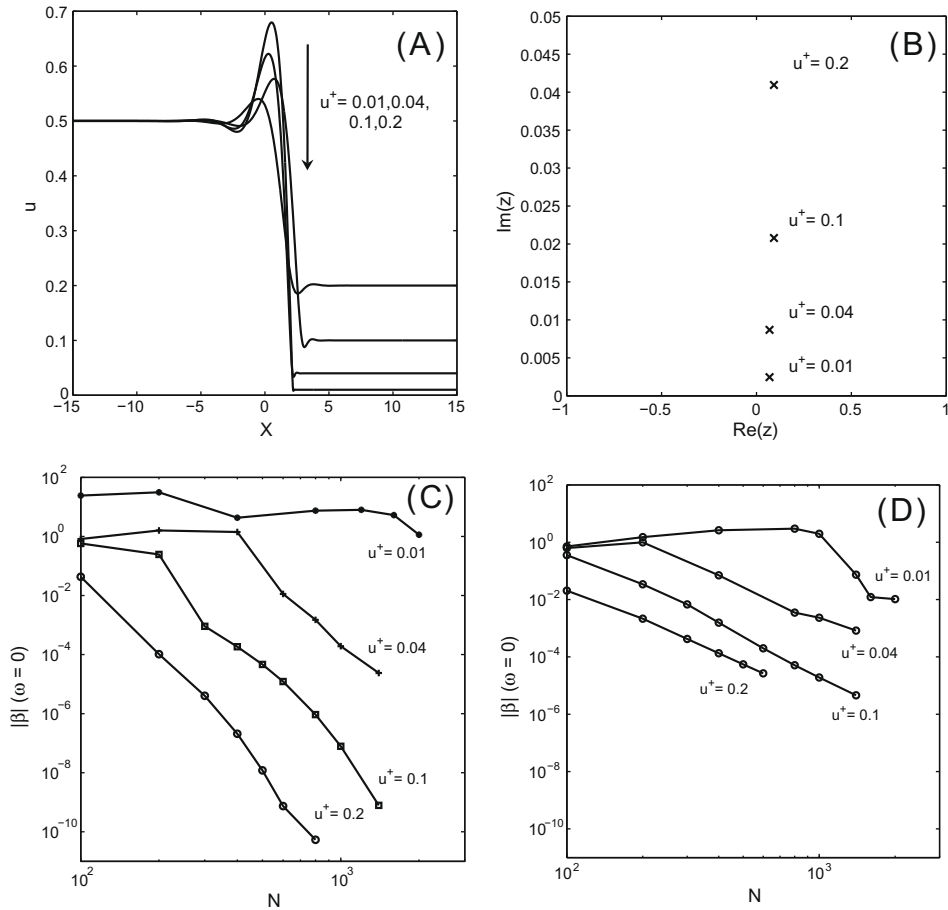 (A)
0.7
0.6
0.5
0.4
0.3
0.2
0.1
0
u
u⁺= 0.01,0.04,
0.1,0.2
−15
−10
−5
0
5
10
15
X
(B)
0.05
0.045
0.04
0.035
0.03
0.025
0.02
0.015
0.01
0.005
0
Im(z)
u⁺= 0.2
u⁺= 0.1
u⁺= 0.04
u⁺= 0.01
−1
−0.5
0
0.5
1
Re(z)
(C)
10²
10⁰
10⁻²
10⁻⁴
10⁻⁶
10⁻⁸
10⁻¹⁰
|β| (ω = 0)
u⁺= 0.01
u⁺= 0.04
u⁺= 0.1
u⁺= 0.2
10²
10³
N
(D)
10²
10⁰
10⁻²
10⁻⁴
10⁻⁶
10⁻⁸
10⁻¹⁰
|β| (ω = 0)
u⁺= 0.01
u⁺= 0.04
u⁺= 0.2
u⁺= 0.1
10²
10³
N